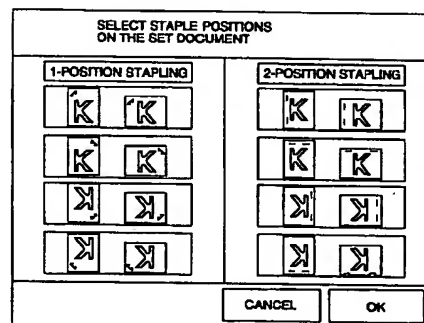 SELECT STAPLE POSITIONS
ON THE SET DOCUMENT
1-POSITION STAPLING
2-POSITION STAPLING
K K K K
K K K K
K K K K
K K K K
CANCEL OK